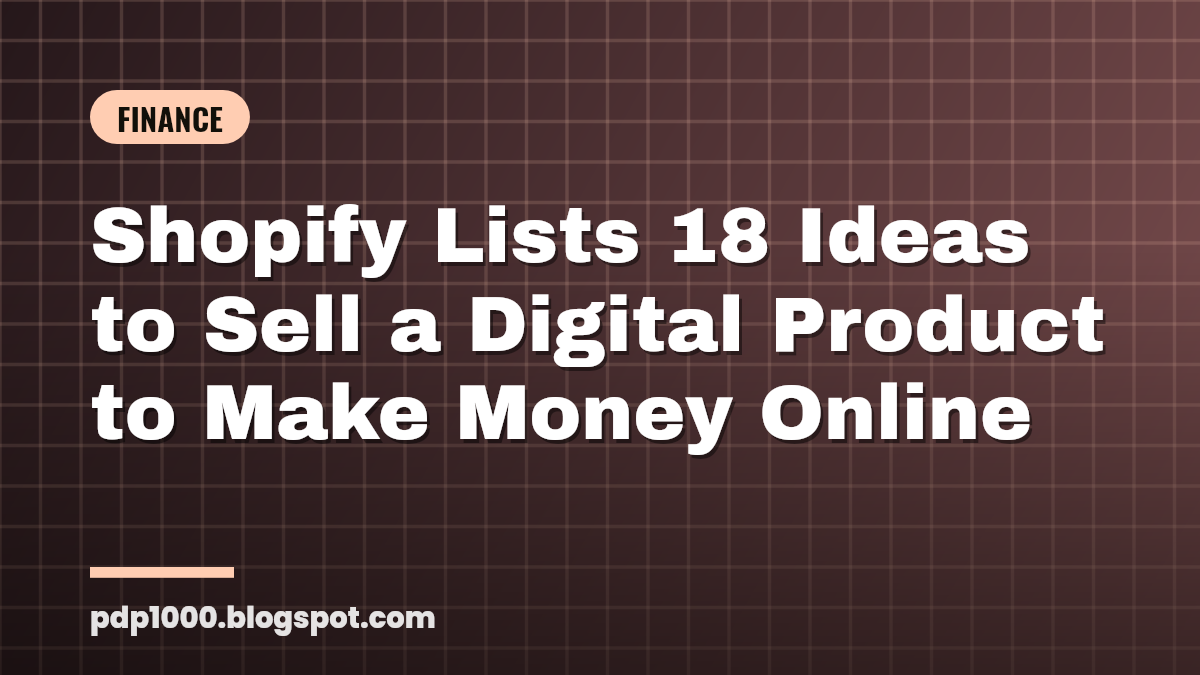 FINANCE
Shopify Lists 18 Ideas
to Sell a Digital Product
to Make Money Online
pdp1000.blogspot.com